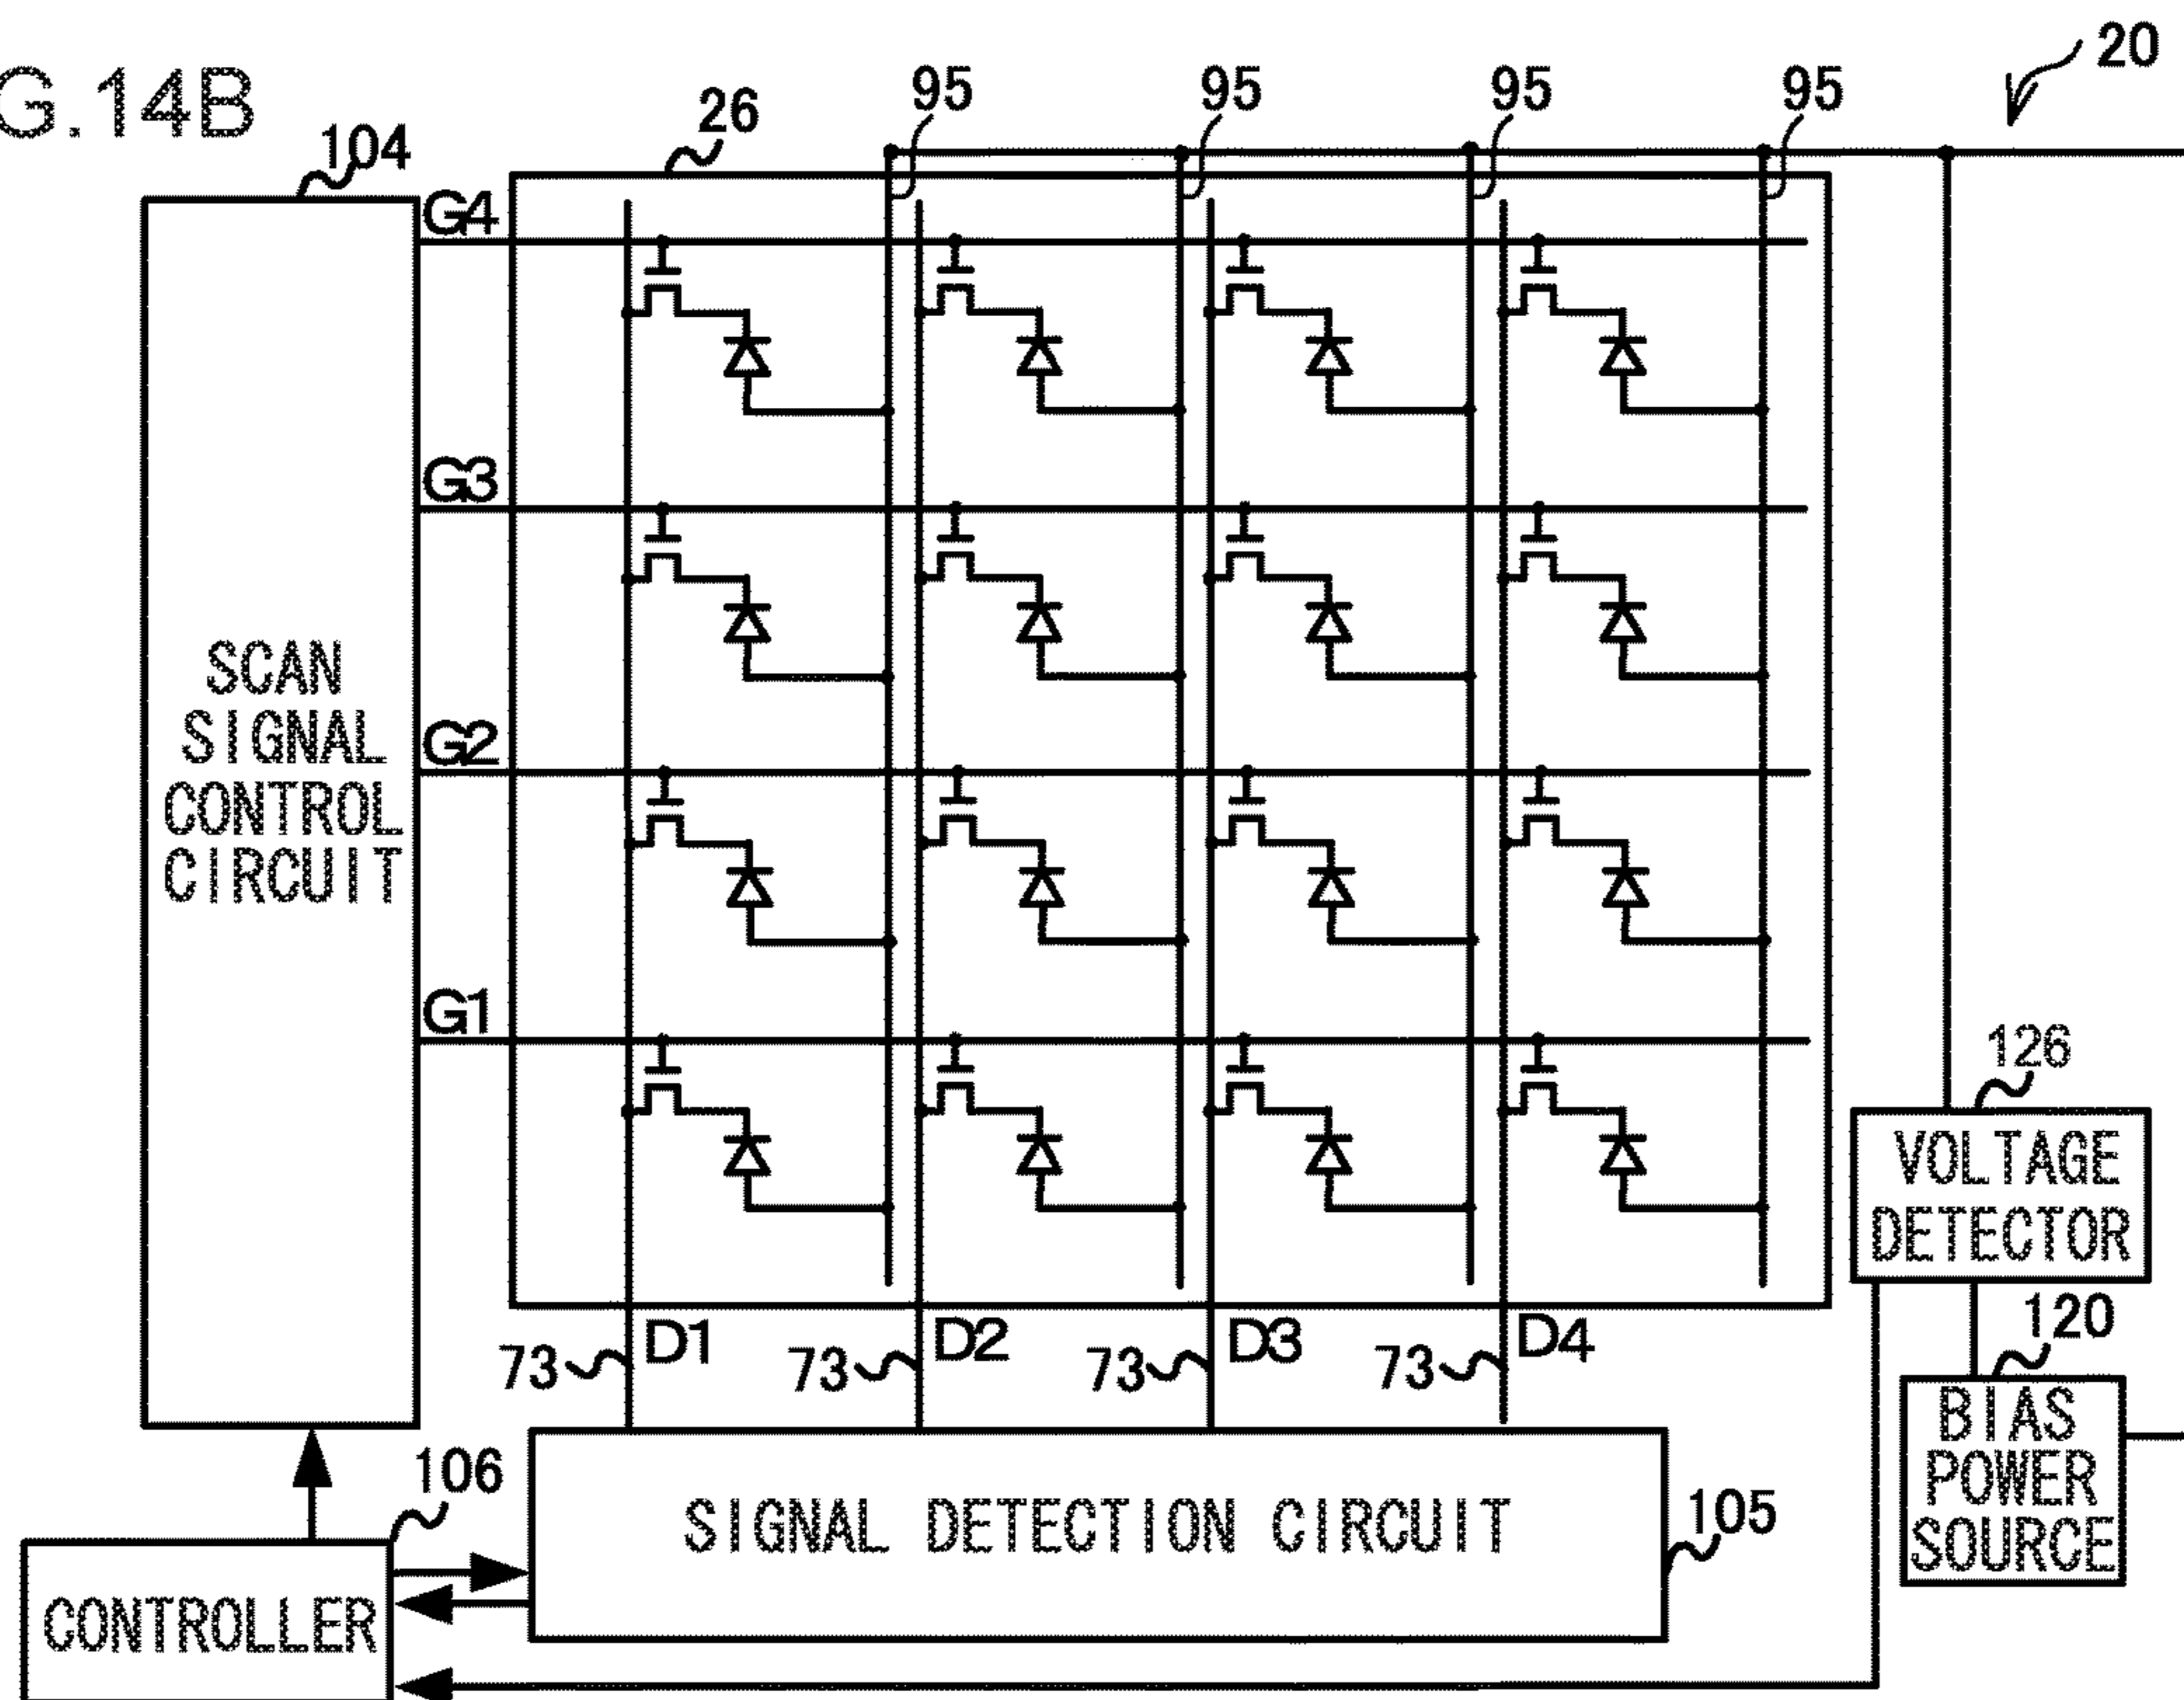 G.14B
20
95 95 95 95
26
104
G4
G3
SCAN
SIGNAL
CONTROL
CIRCUIT
G2
G1
126
VOLTAGE
DETECTOR
120
BIAS
POWER
SOURCE
73 D1 73 D2 73 D3 73 D4
106
SIGNAL DETECTION CIRCUIT
105
CONTROLLER